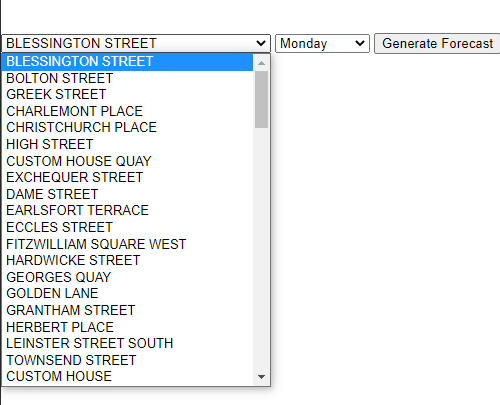 BLESSINGTON STREET Monday Generate Forecast
BLESSINGTON STREET
BOLTON STREET
GREEK STREET
CHARLEMONT PLACE
CHRISTCHURCH PLACE
HIGH STREET
CUSTOM HOUSE QUAY
EXCHEQUER STREET
DAME STREET
EARLSFORT TERRACE
ECCLES STREET
FITZWILLIAM SQUARE WEST
HARDWICKE STREET
GEORGES QUAY
GOLDEN LANE
GRANTHAM STREET
HERBERT PLACE
LEINSTER STREET SOUTH
TOWNSEND STREET
CUSTOM HOUSE